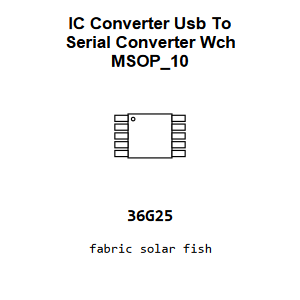 IC Converter Usb To
Serial Converter Wch
MSOP_10
36G25
fabric solar fish